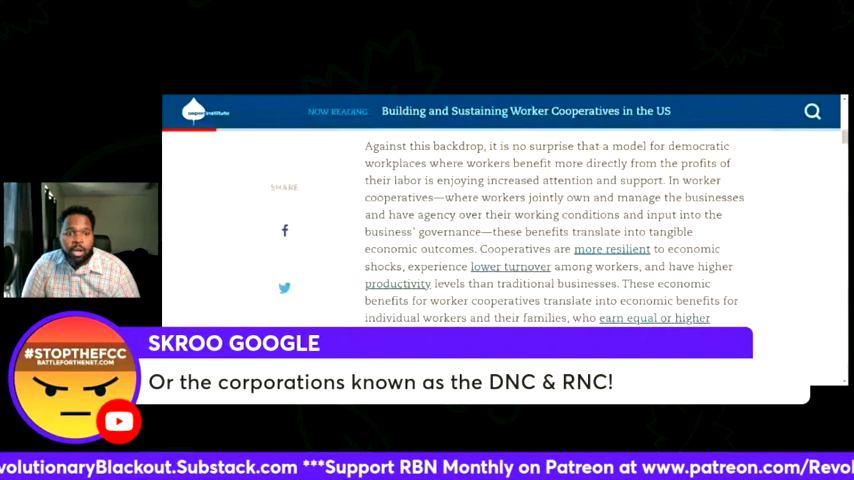 aspen institute
NOW READING
Building and Sustaining Worker Cooperatives in the US
SHARE
Against this backdrop, it is no surprise that a model for democratic
workplaces where workers benefit more directly from the profits of
their labor is enjoying increased attention and support. In worker
cooperatives—where workers jointly own and manage the businesses
and have agency over their working conditions and input into the
business' governance—these benefits translate into tangible
economic outcomes. Cooperatives are more resilient to economic
shocks, experience lower turnover among workers, and have higher
productivity levels than traditional businesses. These economic
benefits for worker cooperatives translate into economic benefits for
individual workers and their families, who earn equal or higher
#STOPTHEFCC
BATTLEFORTHENET.COM
SKROO GOOGLE
Or the corporations known as the DNC & RNC!
volutionaryBlackout.Substack.com ***Support RBN Monthly on Patreon at www.patreon.com/Revol